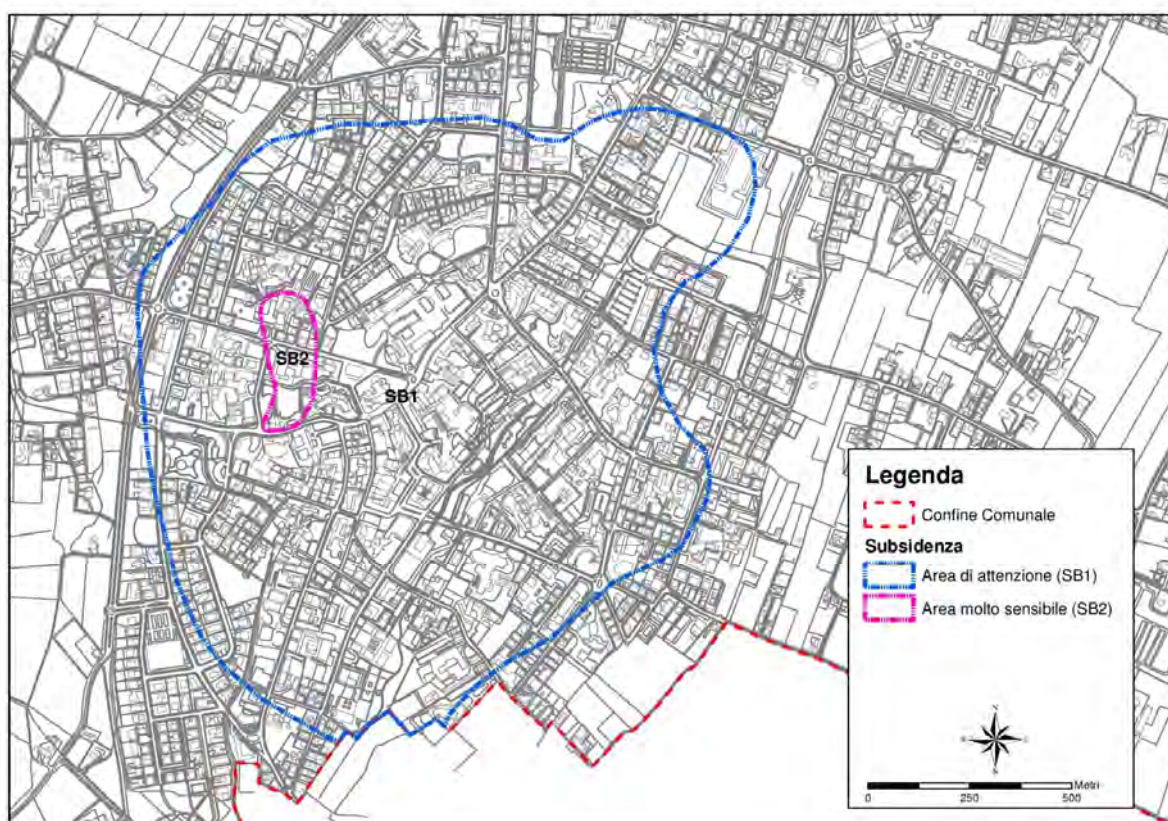 SB2
SB1
Legenda
Confine Comunale
Subsidenza
Area di attenzione (SB1)
Area molto sensibile (SB2)
N
S
Metri
0 250 500